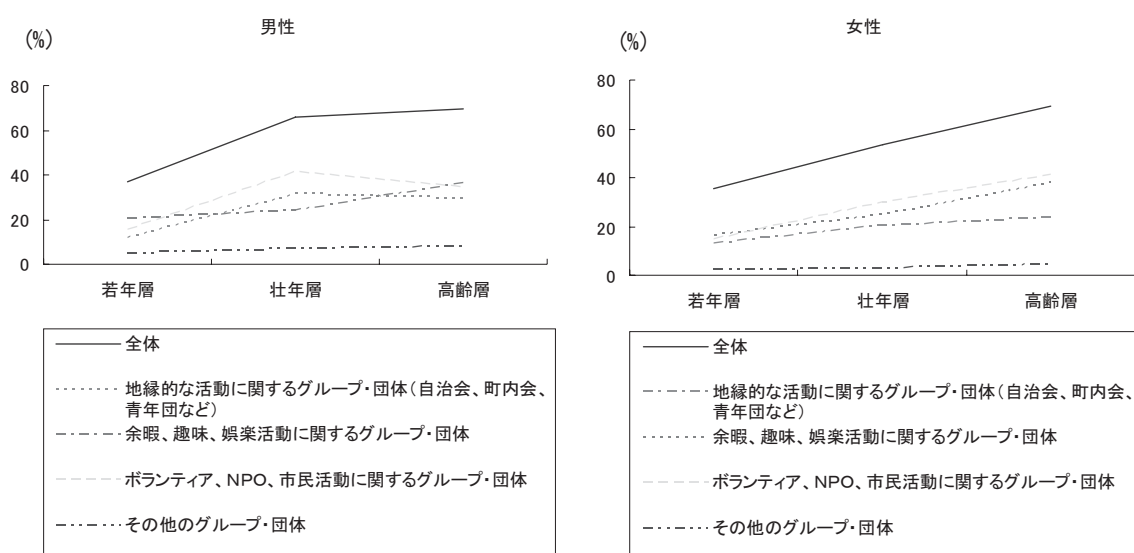 男性
(%)
80
60
40
20
0
若年層 壮年層 高齢層
全体
地縁的な活動に関するグループ・団体(自治会、町内会、
青年団など)
余暇、趣味、娯楽活動に関するグループ・団体
ボランティア、NPO、市民活動に関するグループ・団体
その他のグループ・団体
女性
(%)
80
60
40
20
0
若年層 壮年層 高齢層
全体
地縁的な活動に関するグループ・団体(自治会、町内会、
青年団など)
余暇、趣味、娯楽活動に関するグループ・団体
ボランティア、NPO、市民活動に関するグループ・団体
その他のグループ・団体